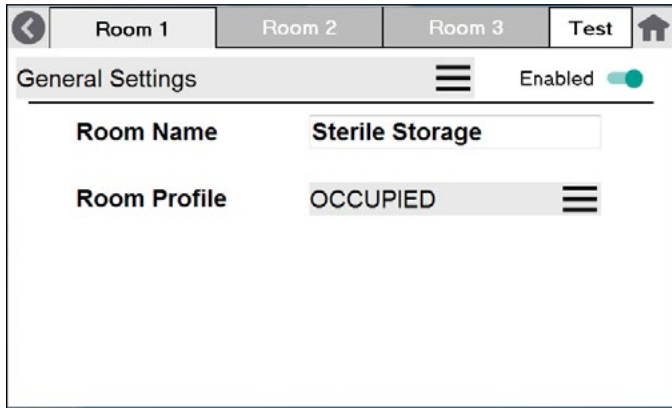 Room 1 Room 2 Room 3 Test
General Settings Enabled
Room Name Sterile Storage
Room Profile OCCUPIED